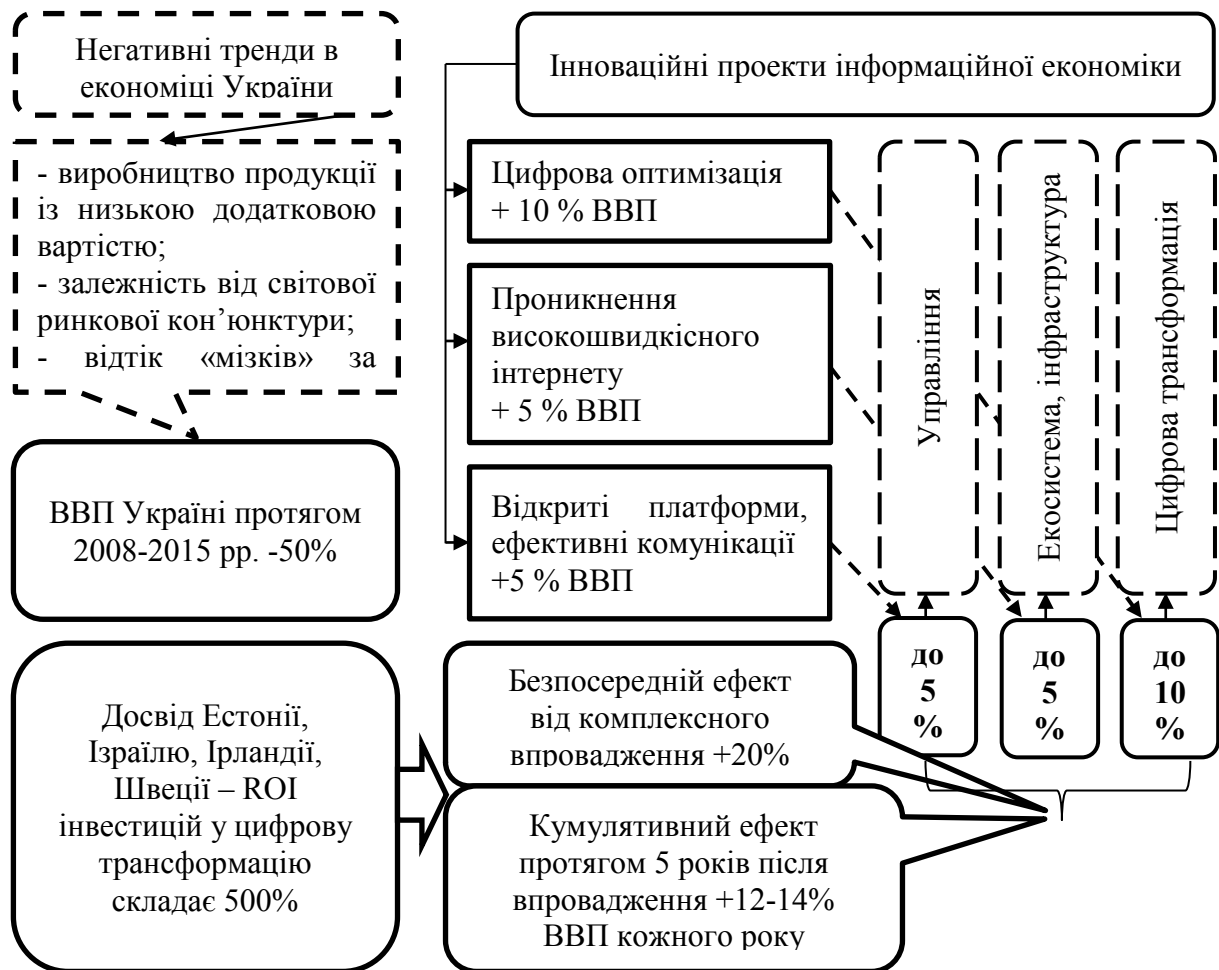 Негативні тренди в
економіці України
Інноваційні проекти інформаційної економіки
- виробництво продукції
із низькою додатковою
вартістю;
- залежність від світової
ринкової кон’юнктури;
- відтік «мізків» за
ВВП Україні протягом
2008-2015 рр. -50%
Досвід Естонії,
Ізраїлю, Ірландії,
Швеції – ROI
інвестицій у цифрову
трансформацію
складає 500%
Цифрова оптимізація
+ 10 % ВВП
Проникнення
високошвидкісного
інтернету
+ 5 % ВВП
Відкриті платформи,
ефективні комунікації
+5 % ВВП
Управління
Екосистема, інфраструктура
Цифрова трансформація
до
5
%
до
5
%
до
10
%
Безпосередній ефект
від комплексного
впровадження +20%
Кумулятивний ефект
протягом 5 років після
впровадження +12-14%
ВВП кожного року